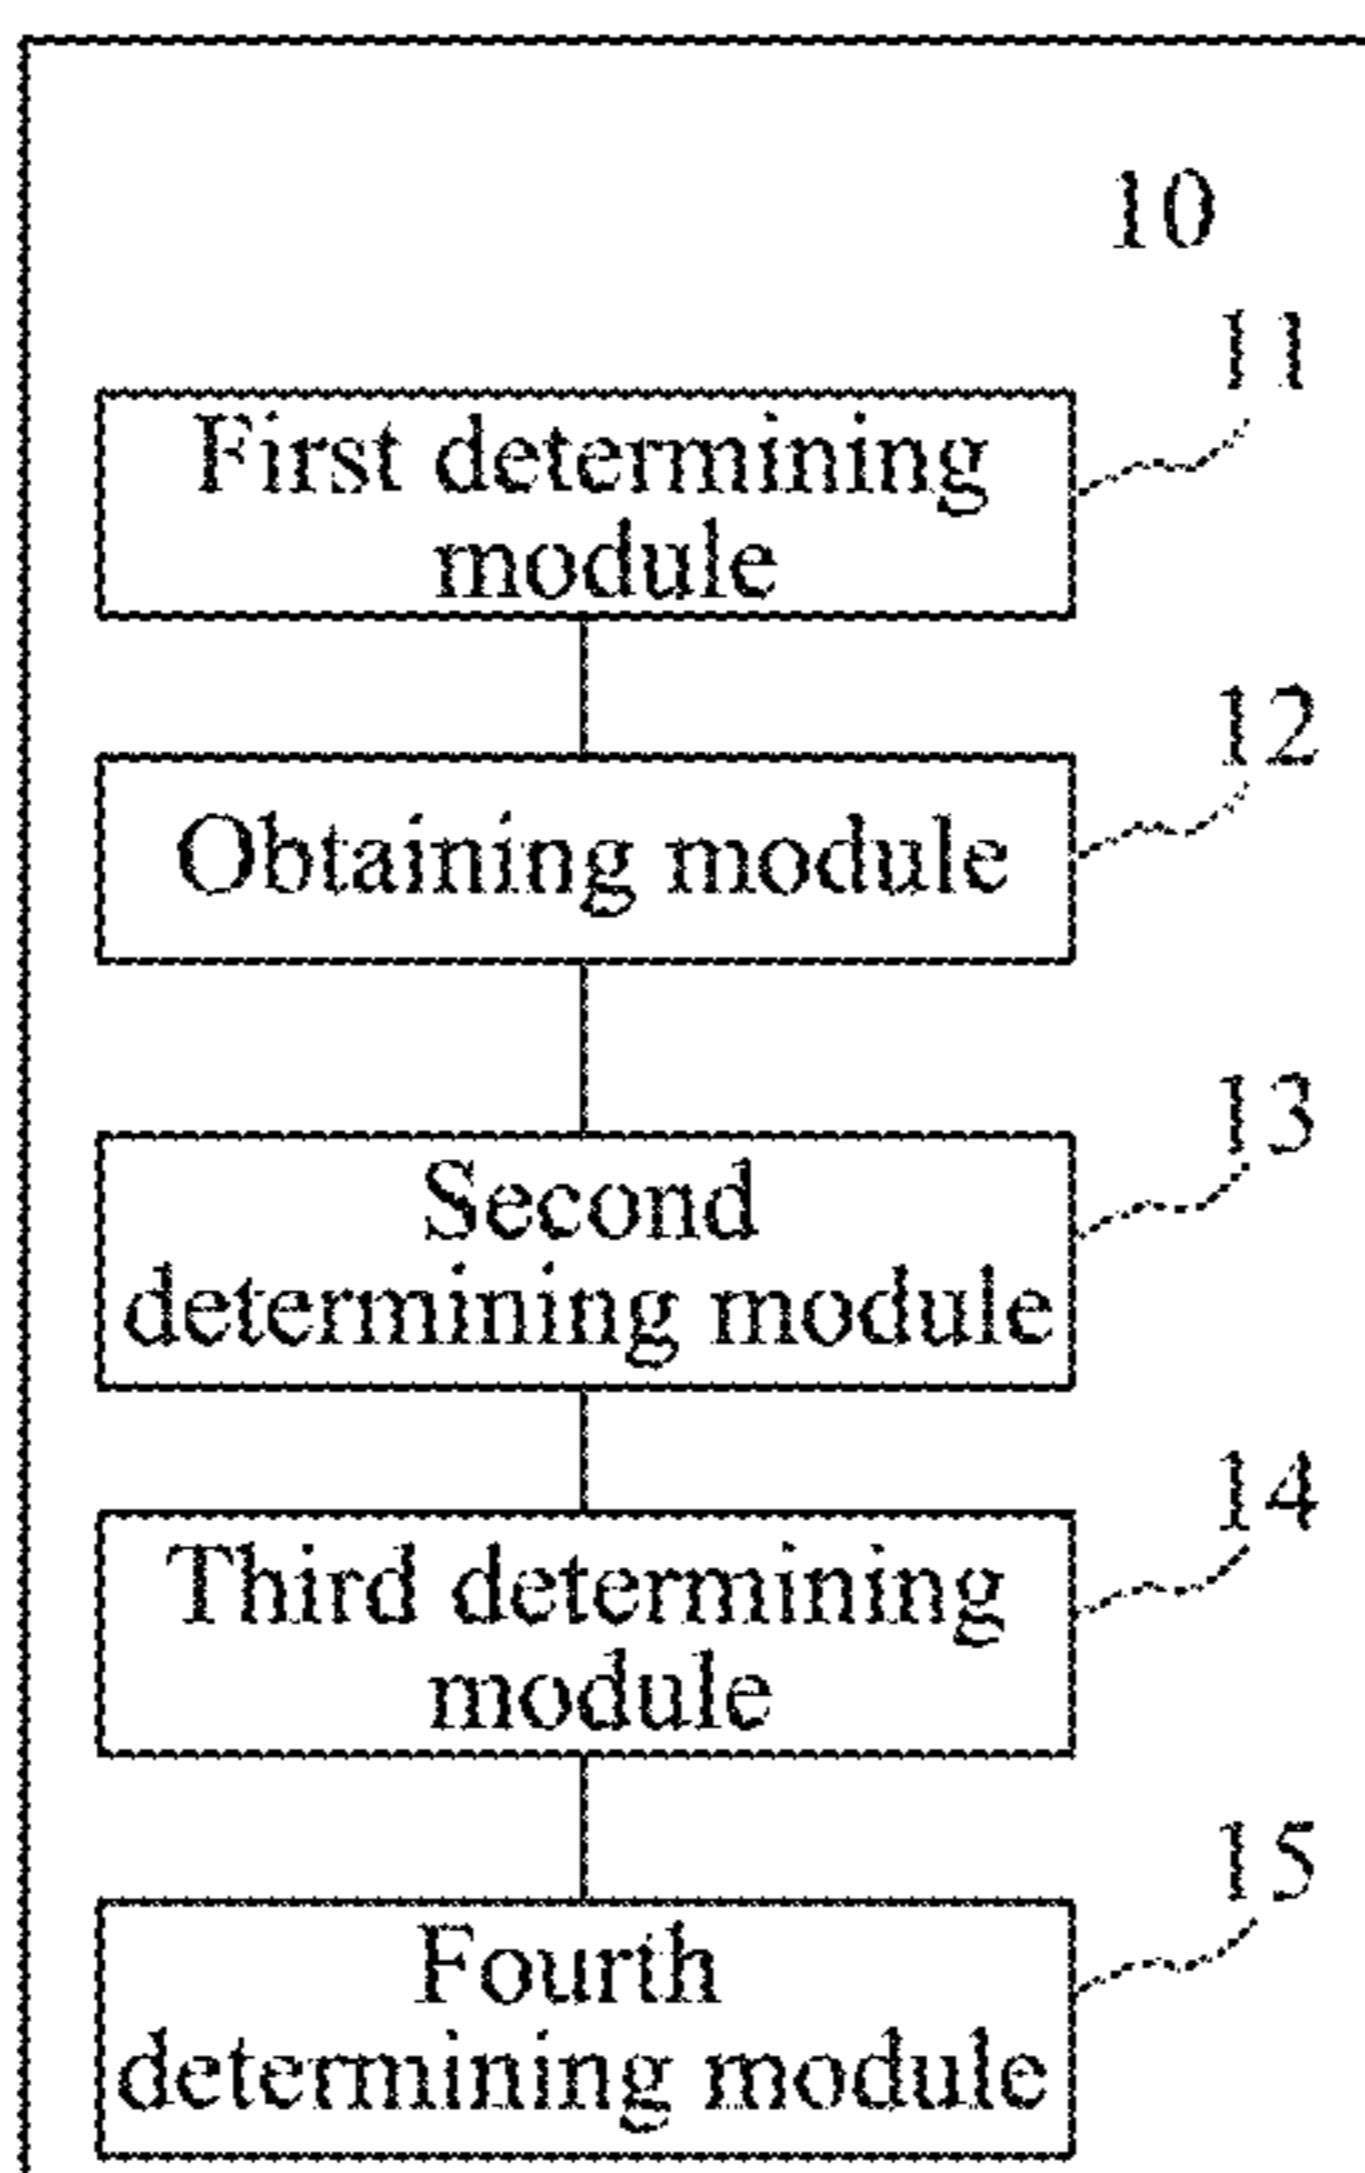 10
11
First determining
module
12
Obtaining module
13
Second
determining module
14
Third determining
module
15
Fourth
determining module